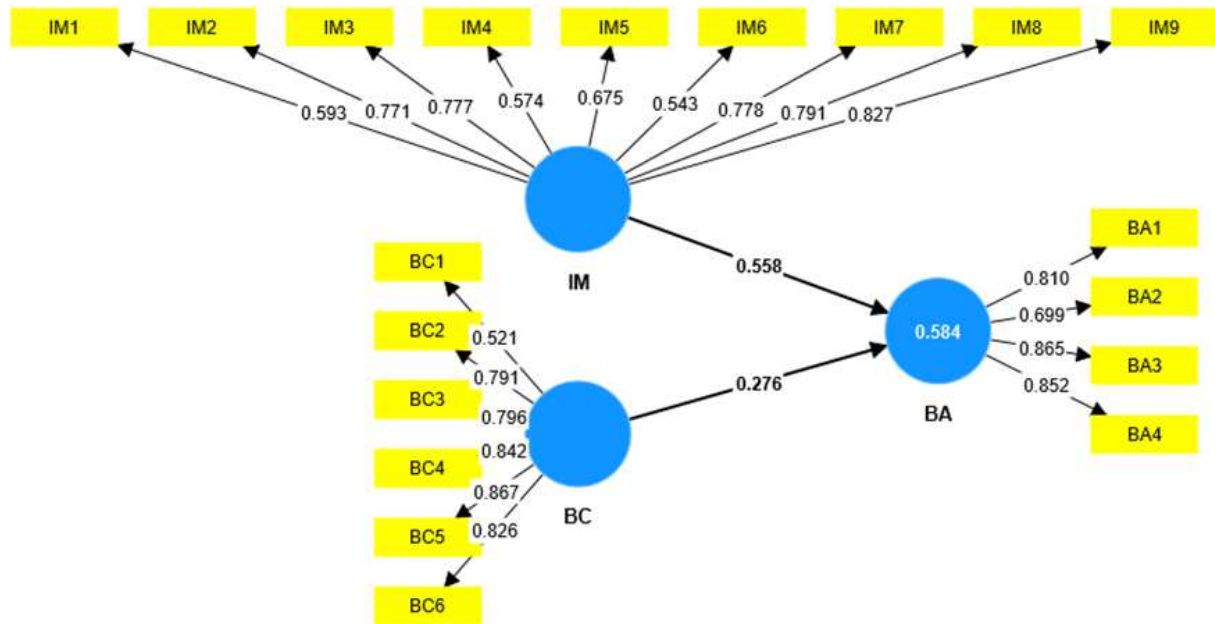 IM1 IM2 IM3 IM4 IM5 IM6 IM7 IM8 IM9
0.593 0.771 0.777 0.574 0.675 0.543 0.778 0.791 0.827
IM
0.558
BC1
BC2
BC3
BC4
BC5
BC6
0.521
0.791
0.796
0.842
0.867
0.826
BC
0.276
0.584
BA
0.810
0.699
0.865
0.852
BA1
BA2
BA3
BA4